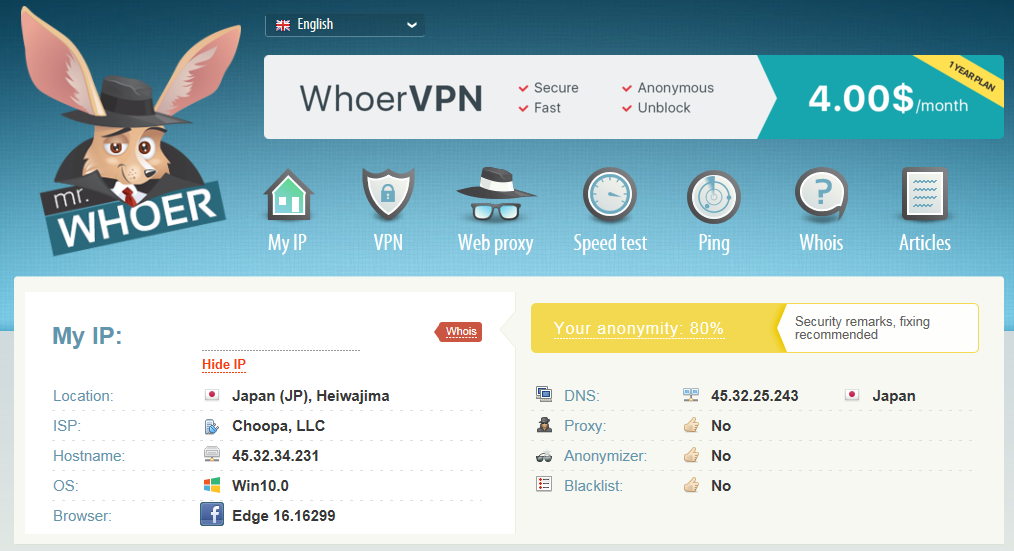 English
WhoerVPN
Secure
Anonymous
Fast
Unblock
4.00$/month
1 YEAR PLAN
mr.
WHOER
My IP
VPN
Web proxy
Speed test
Ping
Whois
Articles
My IP:
Whois
Hide IP
Location: Japan (JP), Heiwajima
ISP: Choopa, LLC
Hostname: 45.32.34.231
OS: Win10.0
Browser: f Edge 16.16299
Your anonymity: 80%
Security remarks, fixing
recommended
DNS: 45.32.25.243 Japan
Proxy: No
Anonymizer: No
Blacklist: No